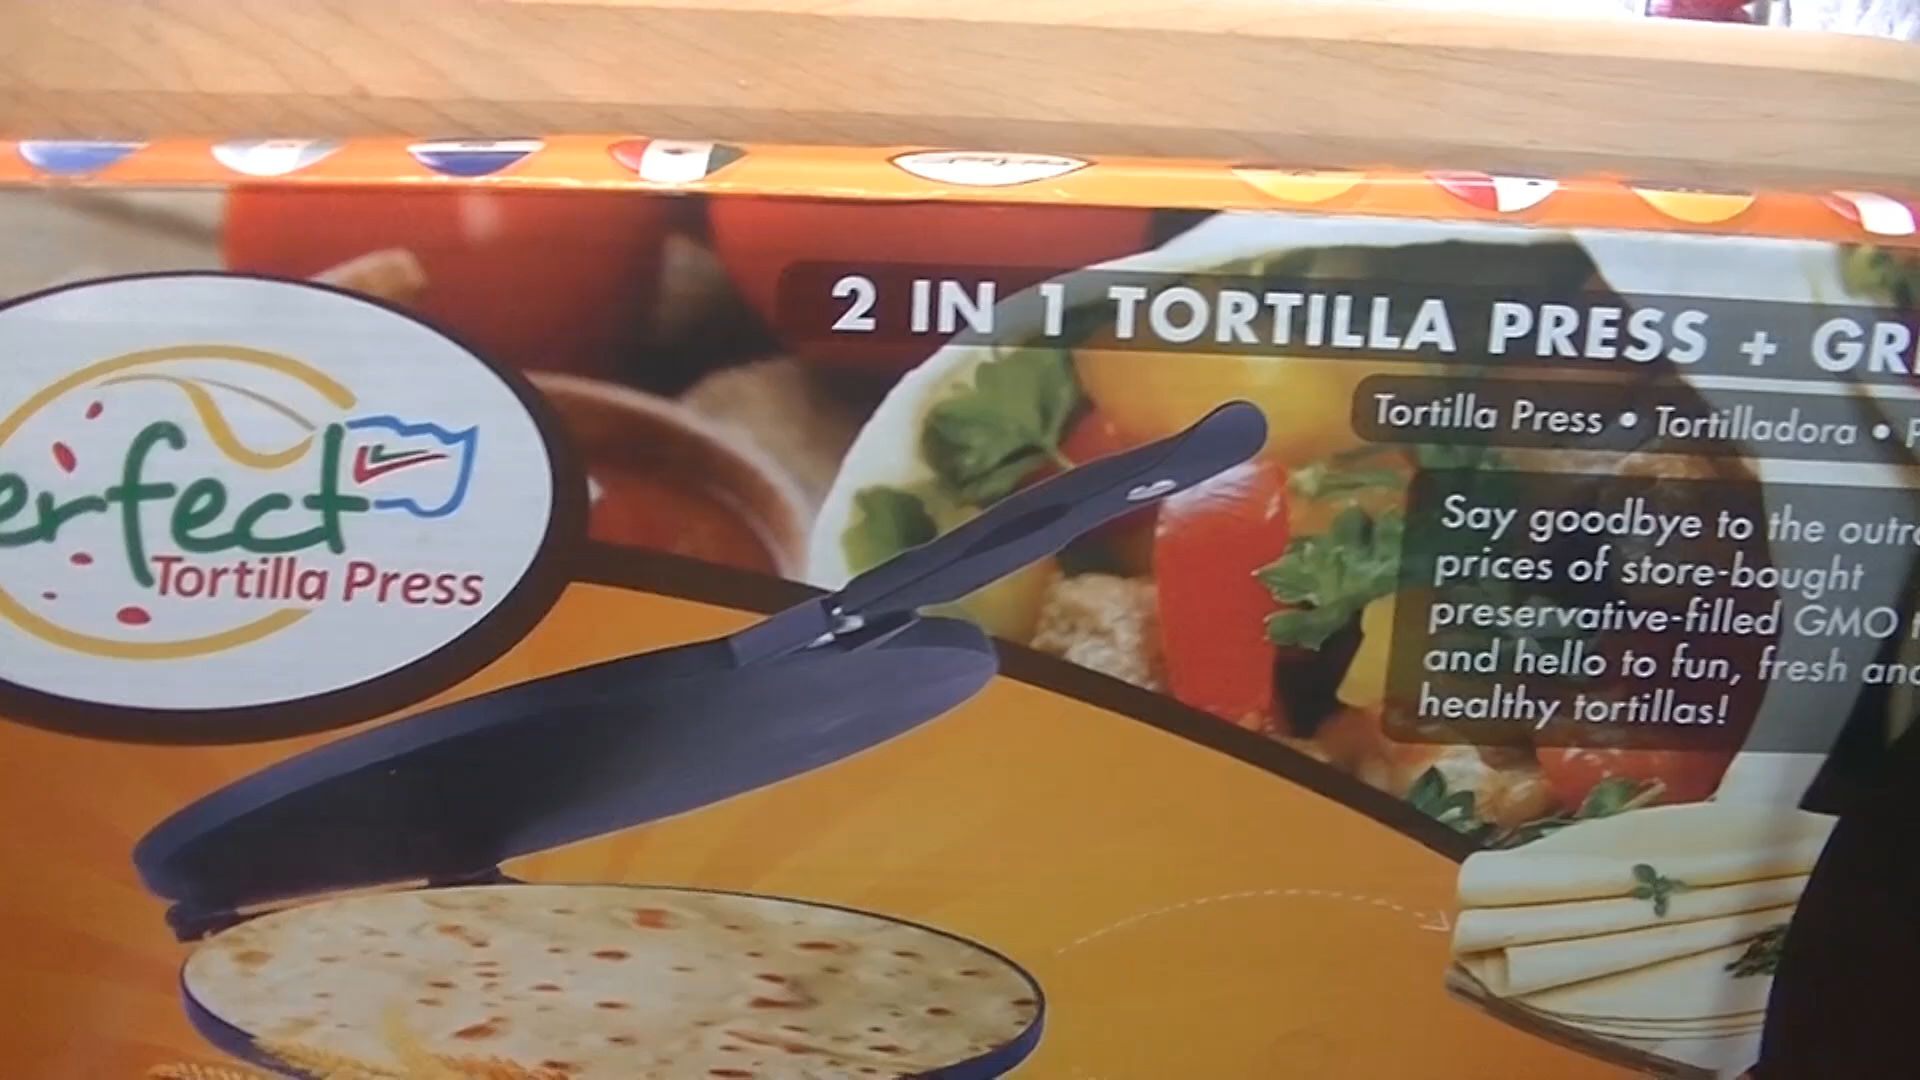 2 IN 1 TORTILLA PRESS + GR
Tortilla Press • Tortilladora •
erfect
Tortilla Press
Say goodbye to the outr
prices of store-bought
preservative-filled GMO
and hello to fun, fresh and
healthy tortillas!